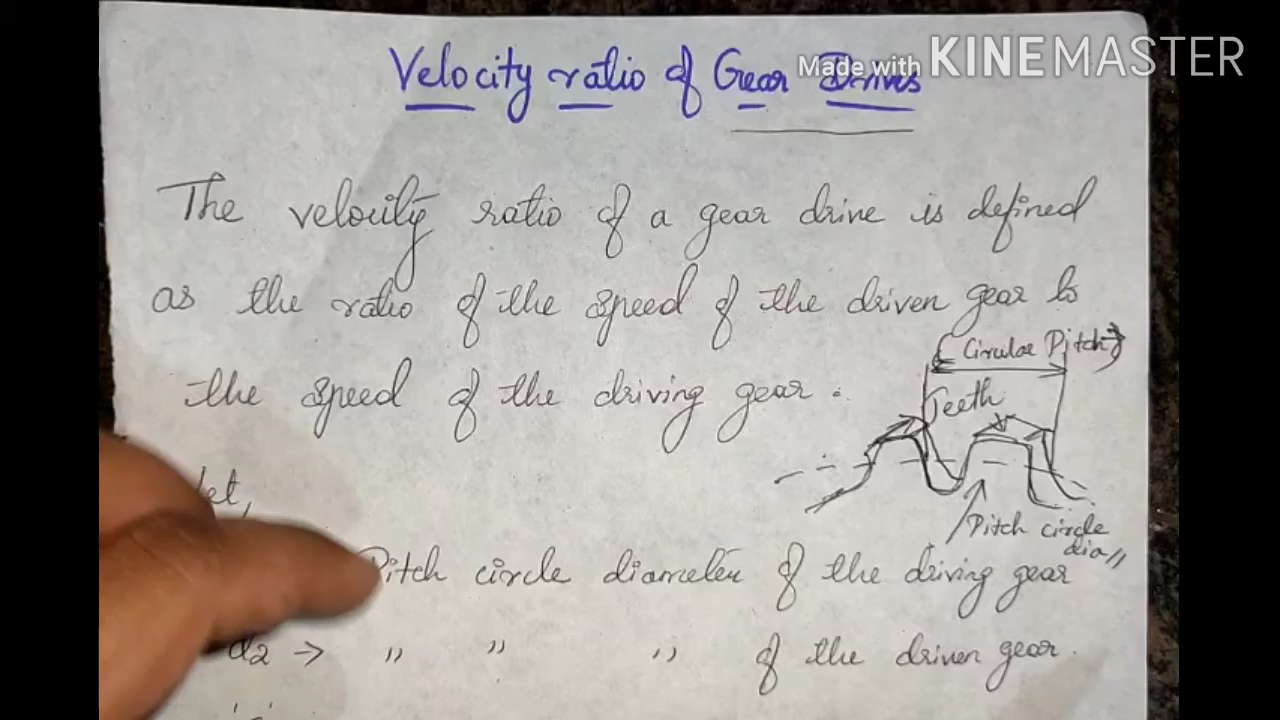 Velocity ratio of Gear Drives
Made with KINEMASTER
The velocity ratio of a gear drive is defined
as the ratio of the speed of the driven gear to
the speed of the driving gear.
Circular Pitch
Teeth
Pitch circle
dia
Let,
Pitch circle diameter of the driving gear
d2 → " " " of the driven gear.